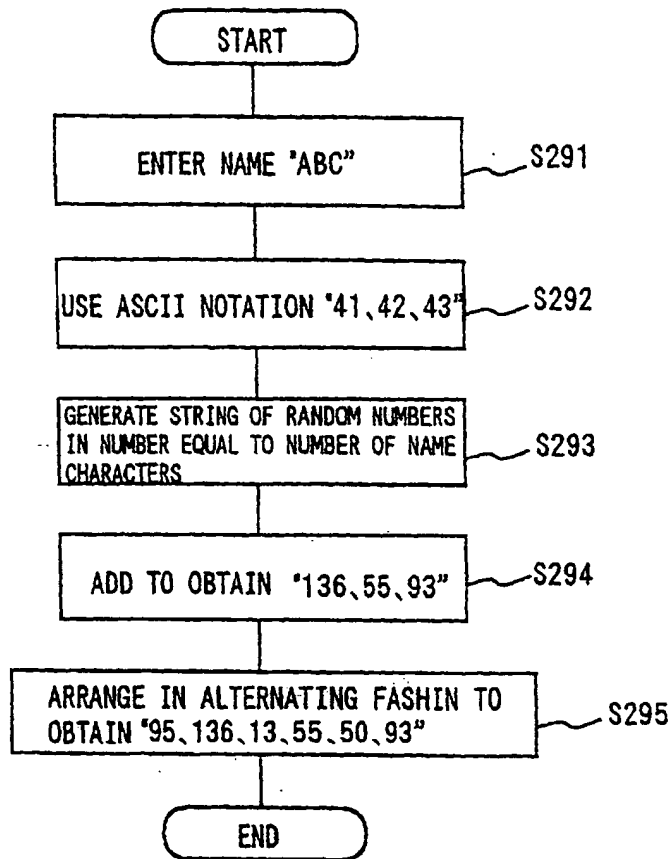 START
ENTER NAME "ABC"
S291
USE ASCII NOTATION "41、42、43"
S292
GENERATE STRING OF RANDOM NUMBERS
IN NUMBER EQUAL TO NUMBER OF NAME
CHARACTERS
S293
ADD TO OBTAIN "136、55、93"
S294
ARRANGE IN ALTERNATING FASHIN TO
OBTAIN "95、136、13、55、50、93"
S295
END